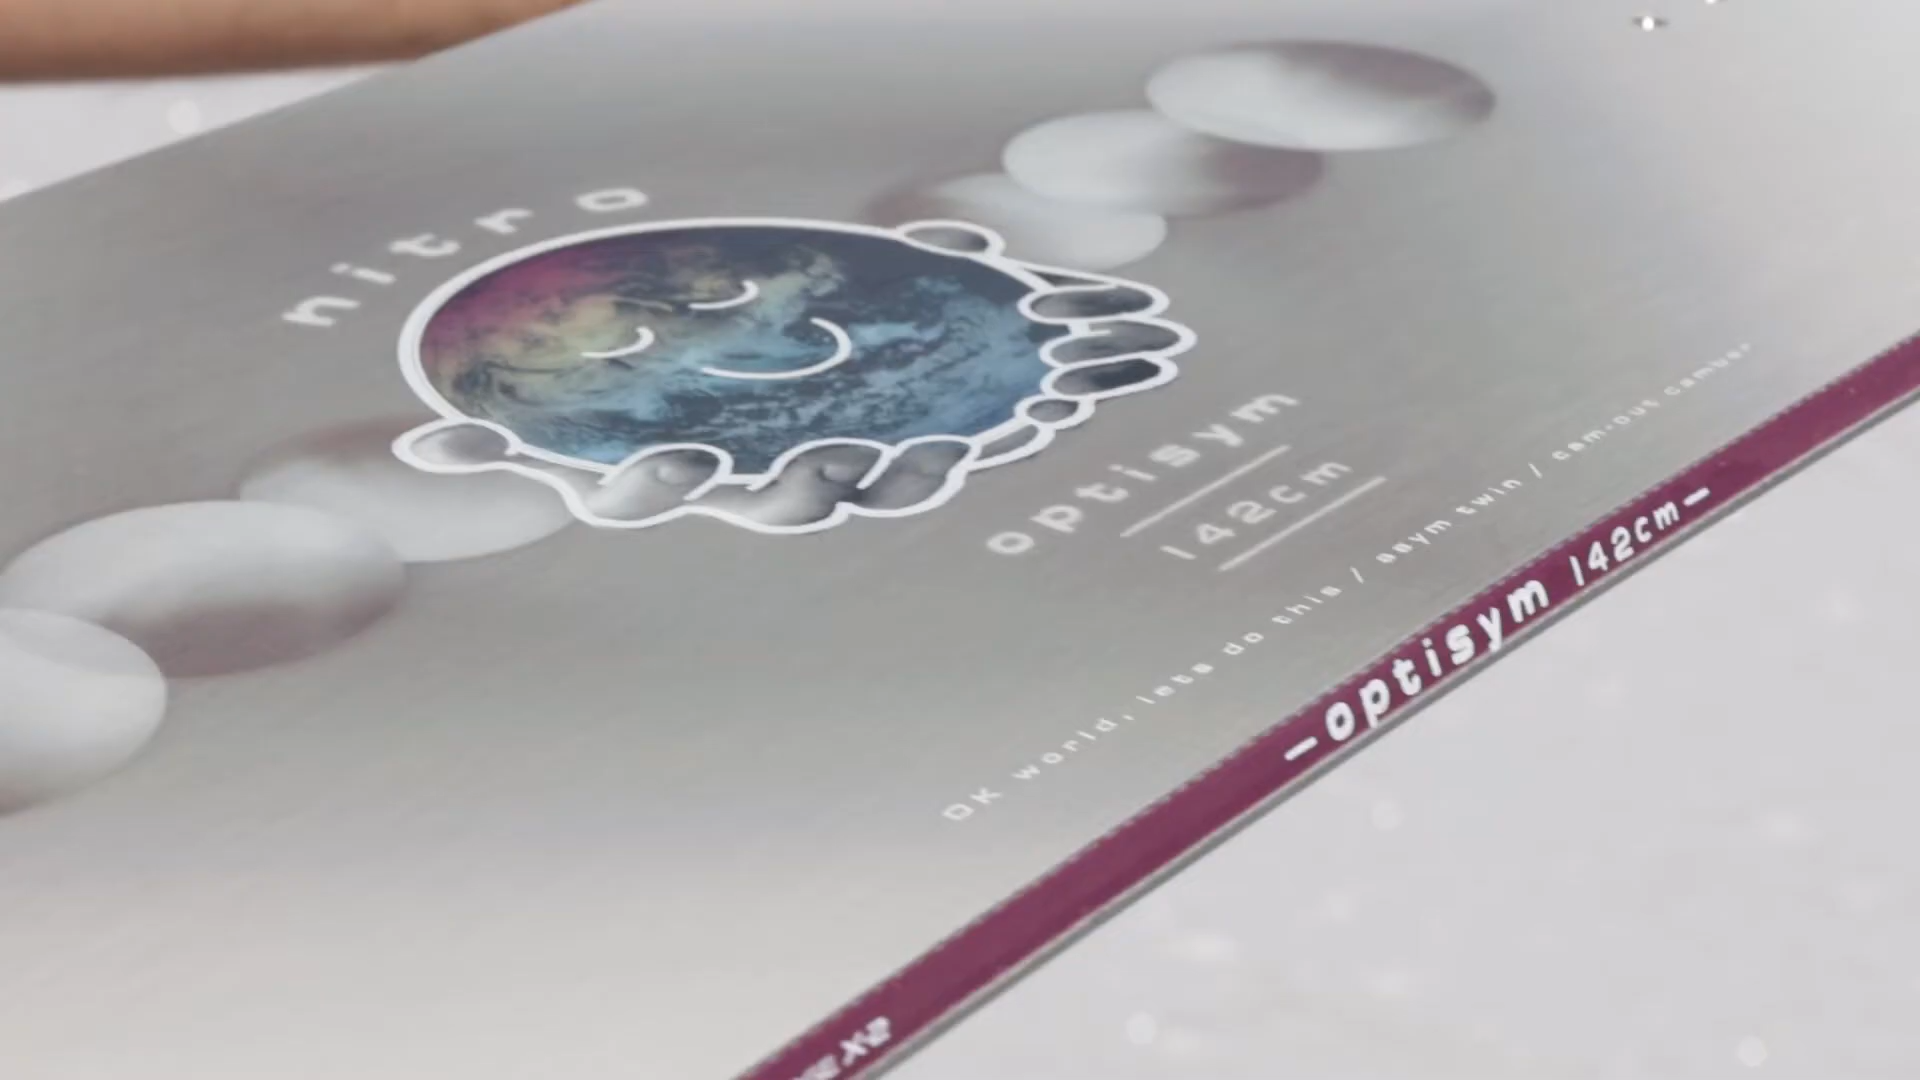 nitro
optisym
142cm
OK world, lets do this / asym twin / cam-out camber
–optisym 142cm–